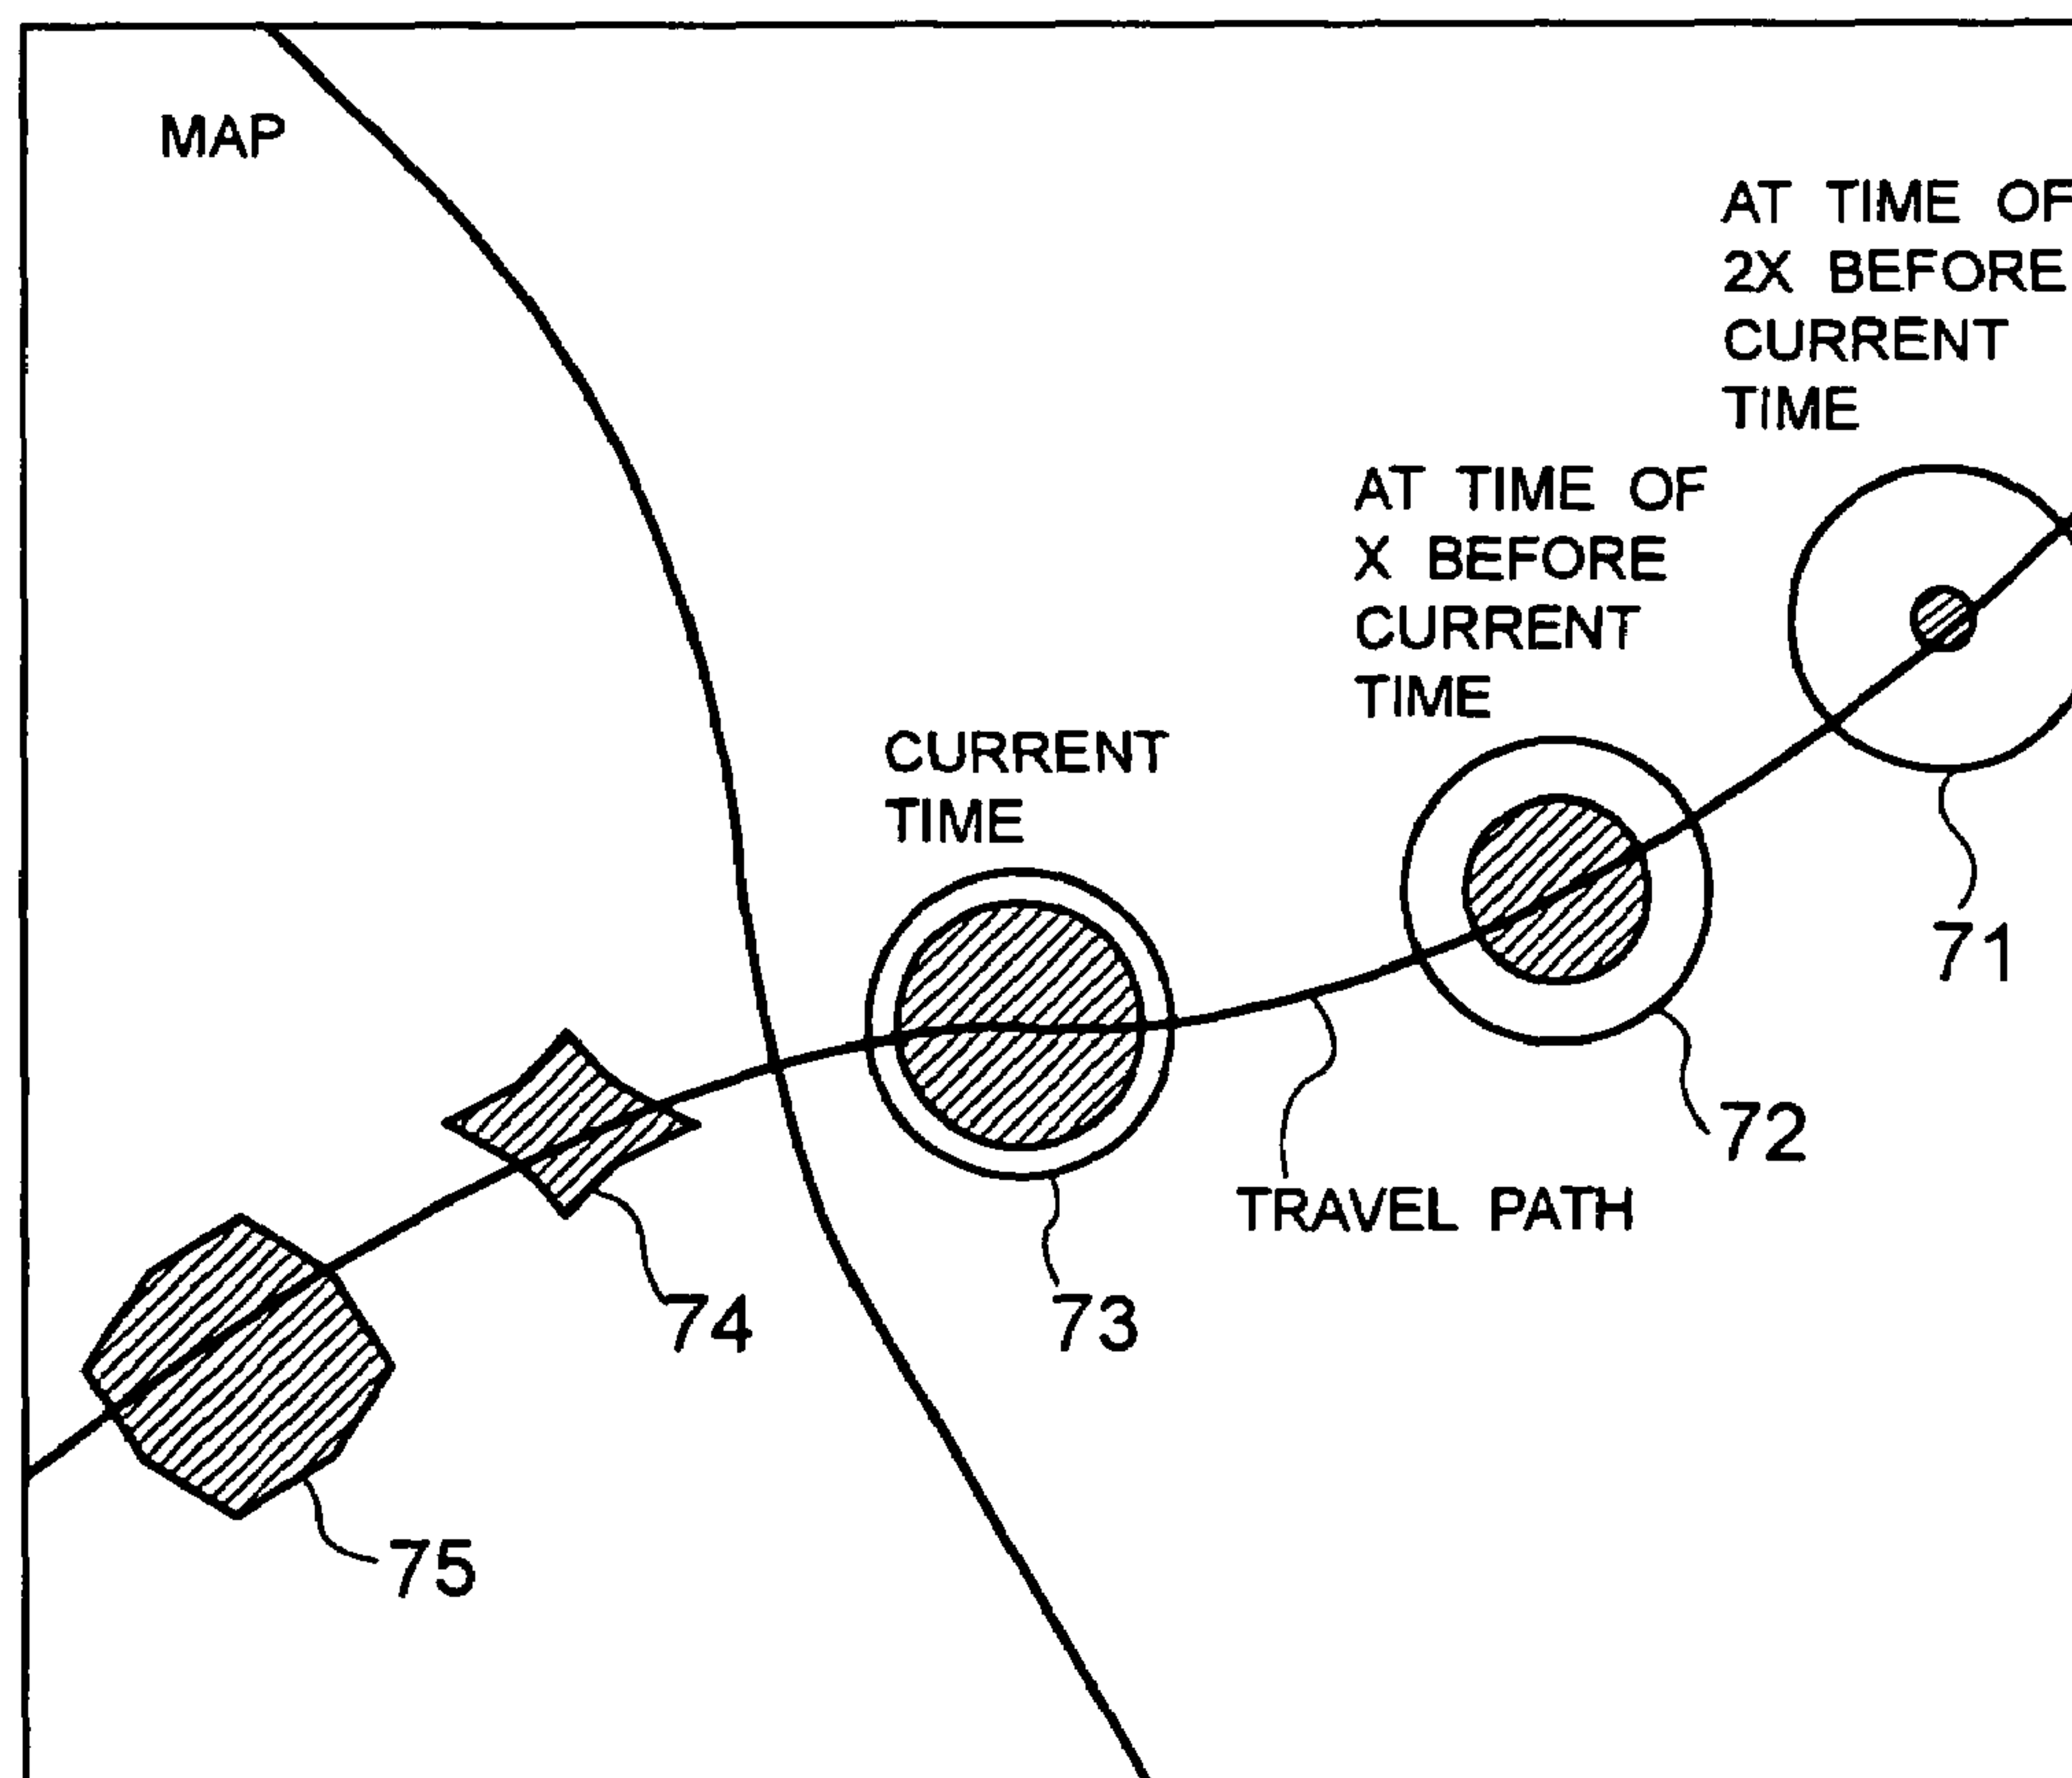 MAP
AT TIME OF
2X BEFORE
CURRENT
TIME
AT TIME OF
X BEFORE
CURRENT
TIME
CURRENT
TIME
71
72
TRAVEL PATH
73
74
75